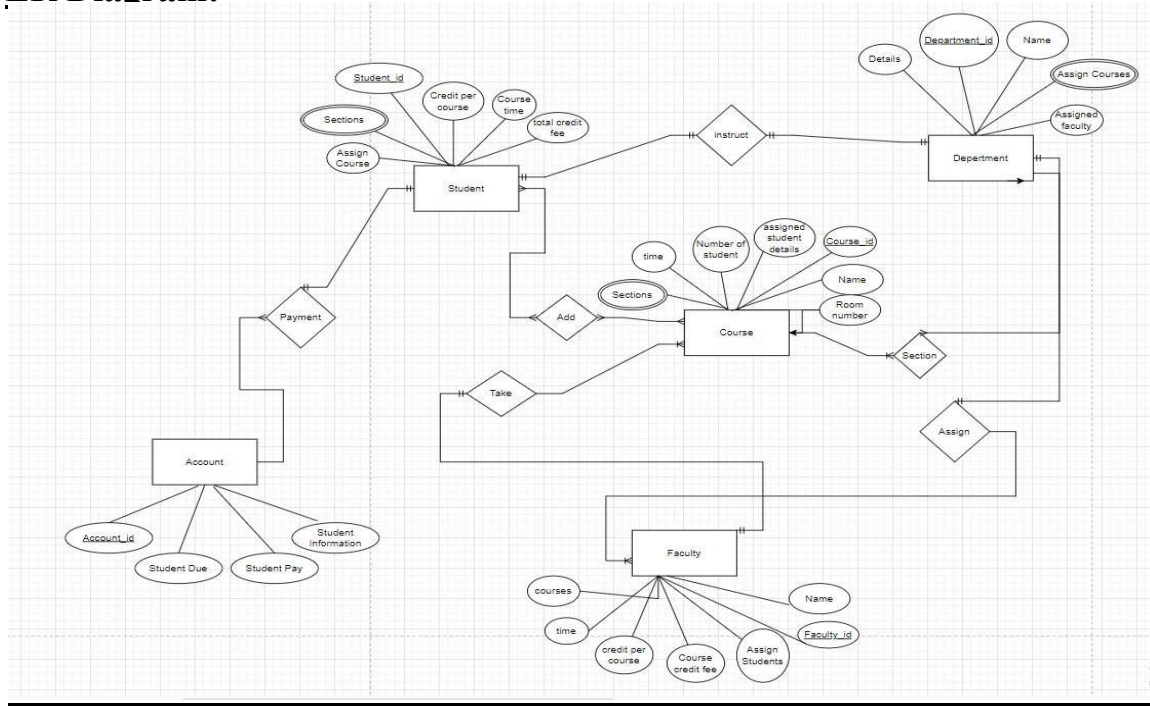 Department_id
Name
Details
Student_id
Assign Courses
Credit per
course
Course
time
Sections
total credit
fee
Assigned
faculty
instruct
Assign
Course
Department
Student
assigned
student
details
Number of
student
Course_id
time
Name
Sections
Room
number
Payment
Add
Course
Section
Take
Assign
Account
Account_id
Student
Information
Student Due
Student Pay
Faculty
courses
Name
time
Faculty_id
credit per
course
Course
credit fee
Assign
Students